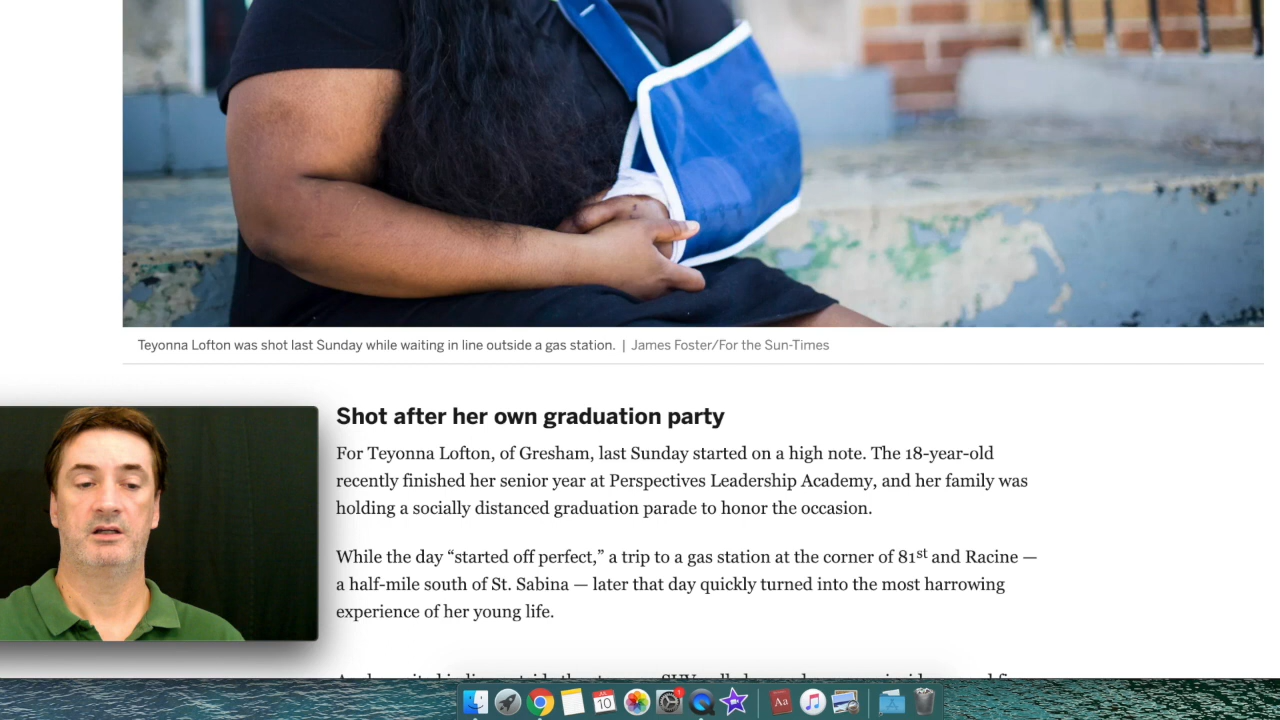 Teyonna Lofton was shot last Sunday while waiting in line outside a gas station. | James Foster/For the Sun-Times
Shot after her own graduation party
For Teyonna Lofton, of Gresham, last Sunday started on a high note. The 18-year-old
recently finished her senior year at Perspectives Leadership Academy, and her family was
holding a socially distanced graduation parade to honor the occasion.
While the day “started off perfect,” a trip to a gas station at the corner of 81st and Racine —
a half-mile south of St. Sabina — later that day quickly turned into the most harrowing
experience of her young life.
10
1
Aa